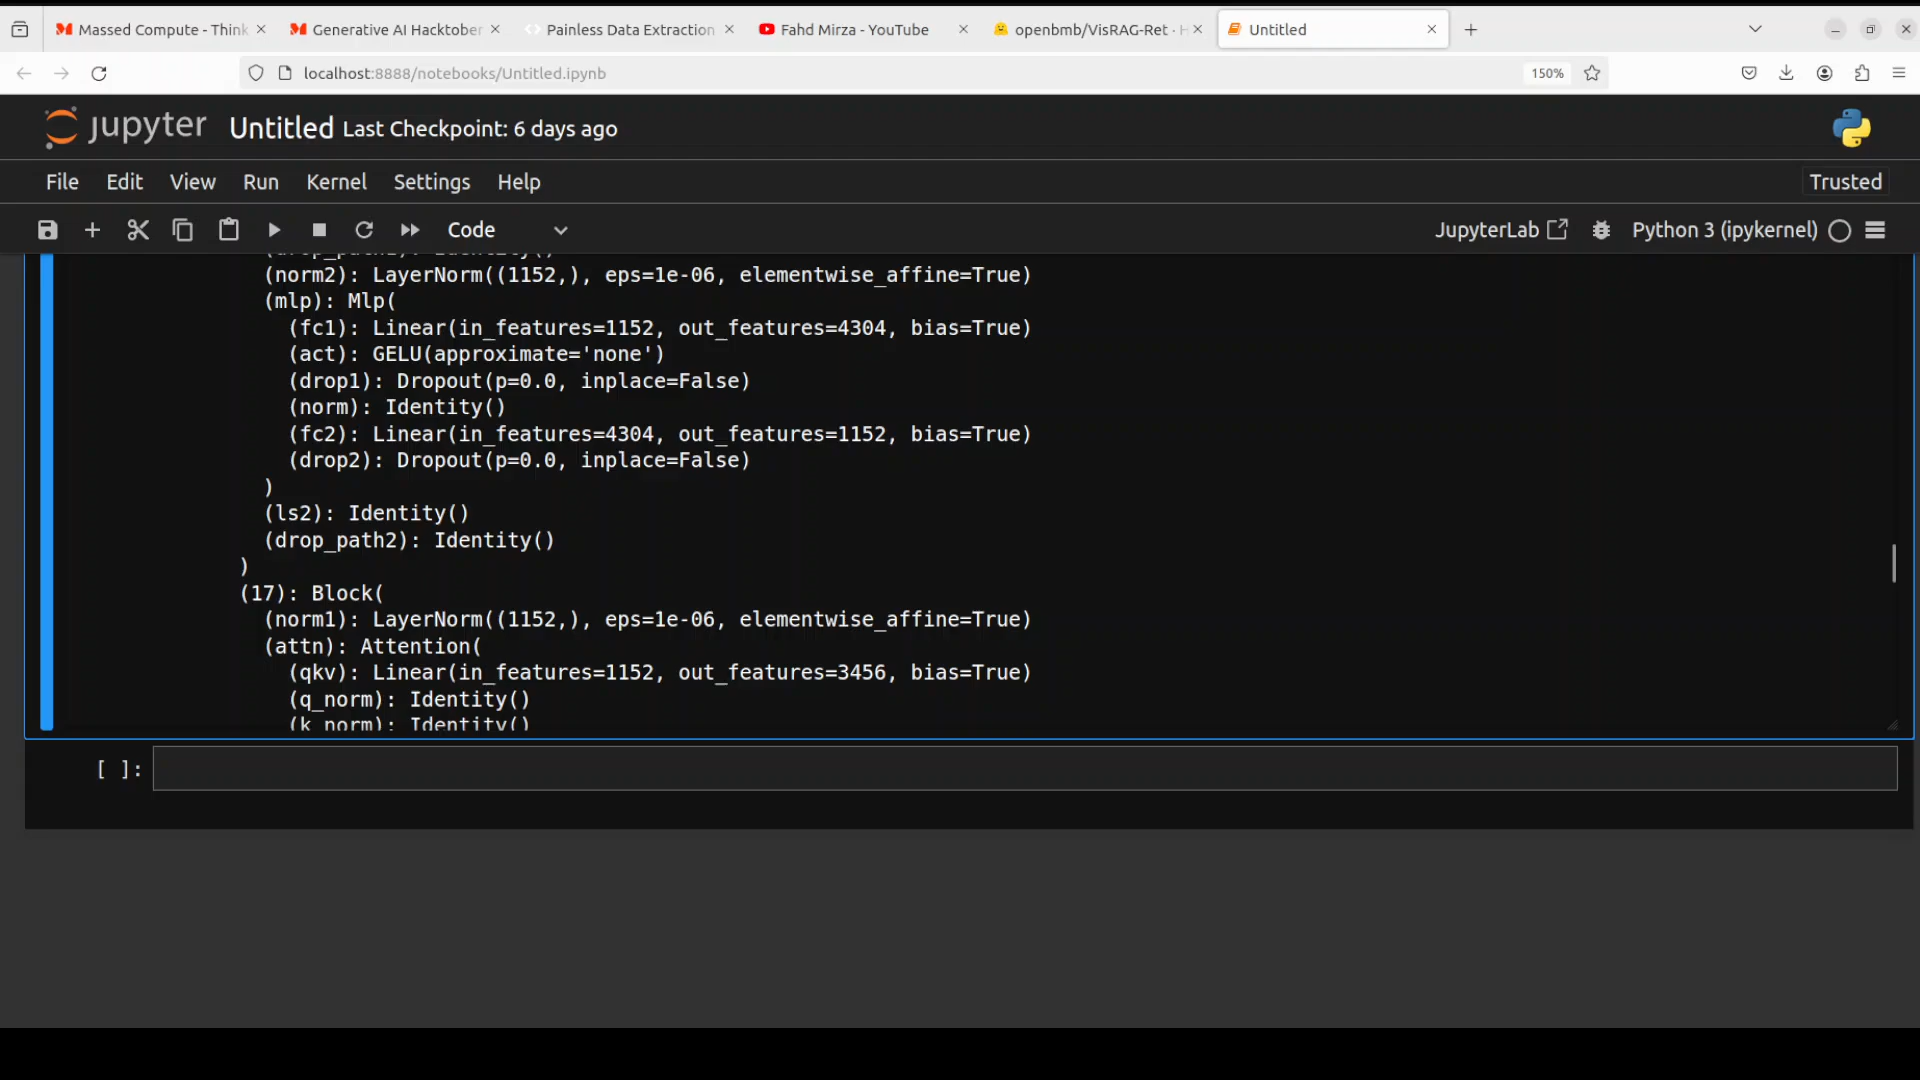 Massed Compute - Think
Generative AI Hacktober
Painless Data Extraction
Fahd Mirza - YouTube
openbmb/VisRAG-Ret · H
Untitled
localhost:8888/notebooks/Untitled.ipynb
150%
jupyter Untitled Last Checkpoint: 6 days ago
File Edit View Run Kernel Settings Help Trusted
Code JupyterLab Python 3 (ipykernel)
(norm2): LayerNorm((1152,), eps=1e-06, elementwise_affine=True)
(mlp): Mlp(
(fc1): Linear(in_features=1152, out_features=4304, bias=True)
(act): GELU(approximate='none')
(drop1): Dropout(p=0.0, inplace=False)
(norm): Identity()
(fc2): Linear(in_features=4304, out_features=1152, bias=True)
(drop2): Dropout(p=0.0, inplace=False)
)
(ls2): Identity()
(drop_path2): Identity()
)
(17): Block(
(norm1): LayerNorm((1152,), eps=1e-06, elementwise_affine=True)
(attn): Attention(
(qkv): Linear(in_features=1152, out_features=3456, bias=True)
(q_norm): Identity()
(k_norm): Identity()
[ ]: